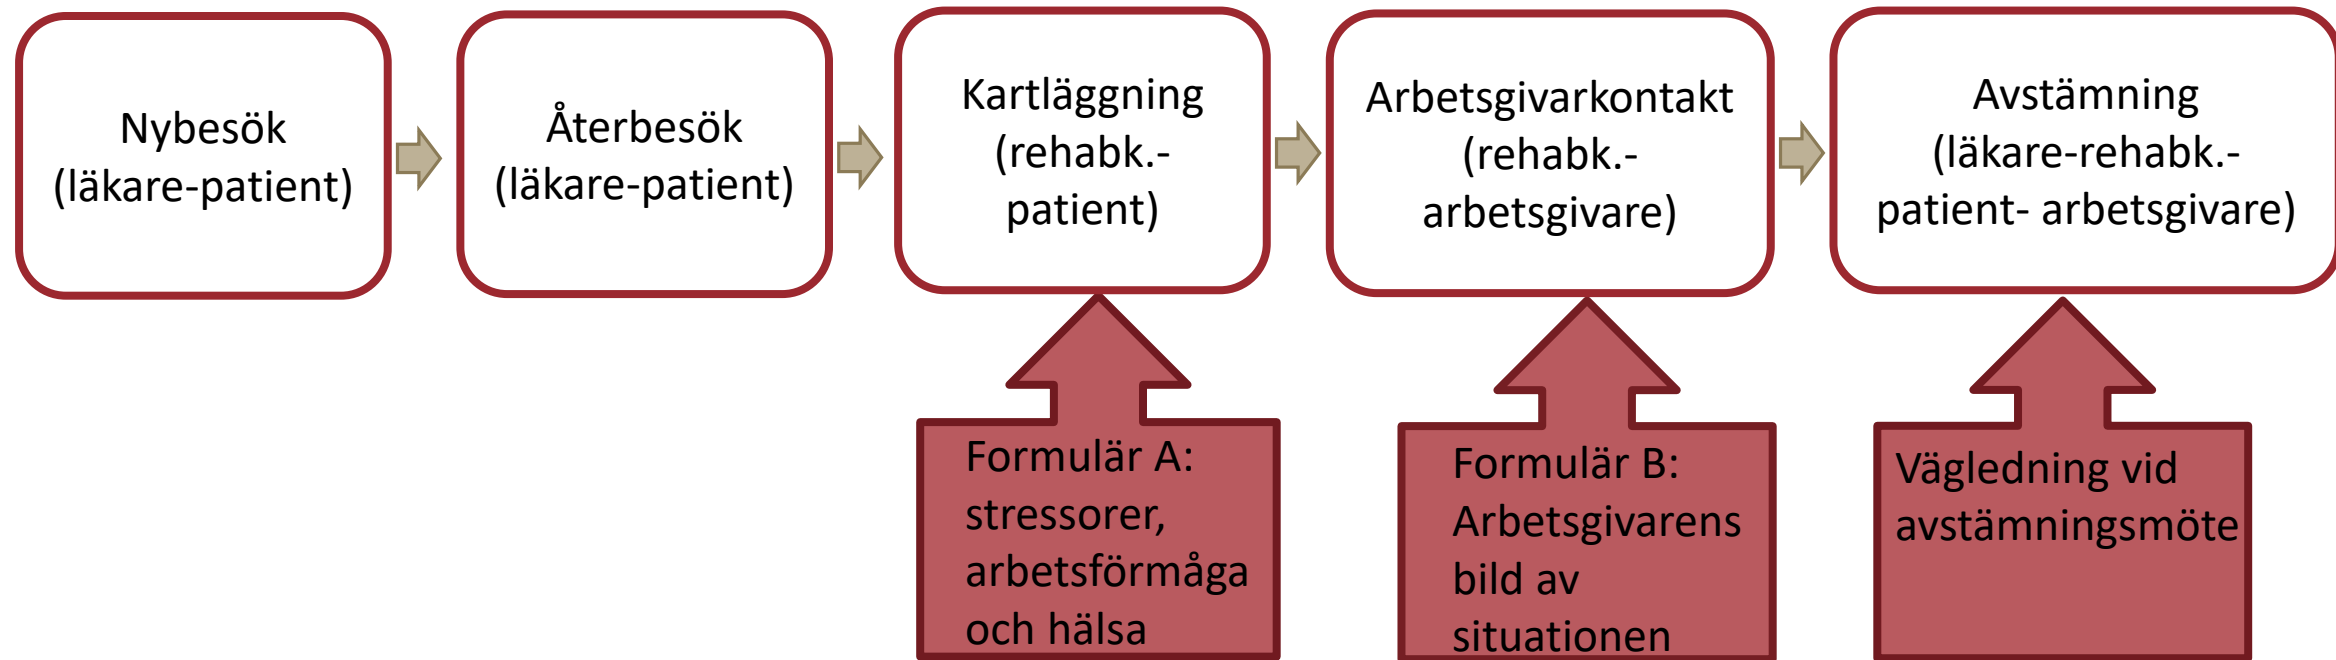 Nybesök
(läkare-patient)
Återbesök
(läkare-patient)
Kartläggning
(rehabk.-
patient)
Arbetsgivarkontakt
(rehabk.-
arbetsgivare)
Avstämning
(läkare-rehabk.-
patient- arbetsgivare)
Formulär A:
stressorer,
arbetsförmåga
och hälsa
Formulär B:
Arbetsgivarens
bild av
situationen
Vägledning vid
avstämningsmöte